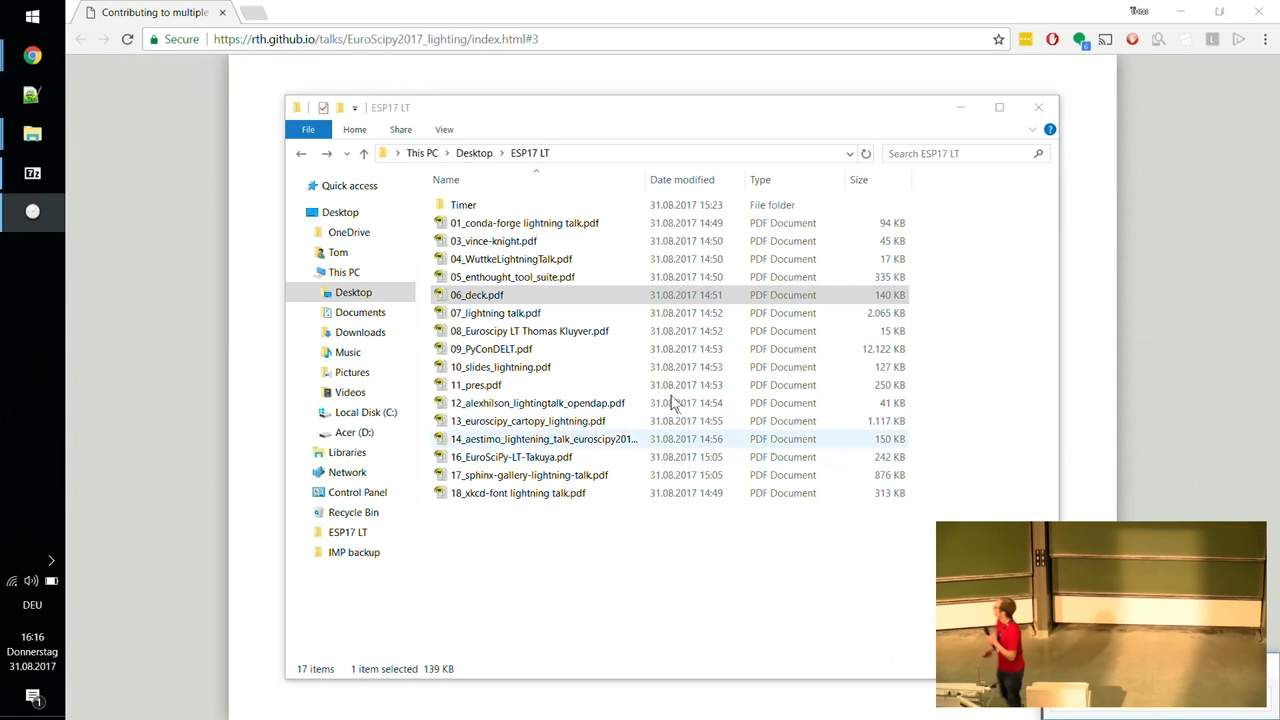 Contributing to multiple
Secure https://rth.github.io/talks/EuroScipy2017_lighting/index.html#3
ESP17 LT
File Home Share View
This PC Desktop ESP17 LT Search ESP17 LT
Name Date modified Type Size
Quick access
Desktop
OneDrive
Tom
This PC
Desktop
Documents
Downloads
Music
Pictures
Videos
Local Disk (C:)
Acer (D:)
Libraries
Network
Control Panel
Recycle Bin
ESP17 LT
IMP backup
Timer 31.08.2017 15:23 File folder
01_conda-forge lightning talk.pdf 31.08.2017 14:49 PDF Document 94 KB
03_vince-knight.pdf 31.08.2017 14:50 PDF Document 45 KB
04_WuttkeLightningTalk.pdf 31.08.2017 14:50 PDF Document 17 KB
05_enthought_tool_suite.pdf 31.08.2017 14:50 PDF Document 335 KB
06_deck.pdf 31.08.2017 14:51 PDF Document 140 KB
07_lightning talk.pdf 31.08.2017 14:52 PDF Document 2.065 KB
08_Euroscipy LT Thomas Kluyver.pdf 31.08.2017 14:52 PDF Document 15 KB
09_PyConDELT.pdf 31.08.2017 14:53 PDF Document 12.122 KB
10_slides_lightning.pdf 31.08.2017 14:53 PDF Document 127 KB
11_pres.pdf 31.08.2017 14:53 PDF Document 250 KB
12_alexhilson_lightingtalk_opendap.pdf 31.08.2017 14:54 PDF Document 41 KB
13_euroscipy_cartopy_lightning.pdf 31.08.2017 14:55 PDF Document 1.117 KB
14_aestimo_lightening_talk_euroscipy201... 31.08.2017 14:56 PDF Document 150 KB
16_EuroSciPy-LT-Takuya.pdf 31.08.2017 15:05 PDF Document 242 KB
17_sphinx-gallery-lightning-talk.pdf 31.08.2017 15:05 PDF Document 876 KB
18_xkcd-font lightning talk.pdf 31.08.2017 14:49 PDF Document 313 KB
17 items 1 item selected 139 KB
DEU
16:16
Donnerstag
31.08.2017
1